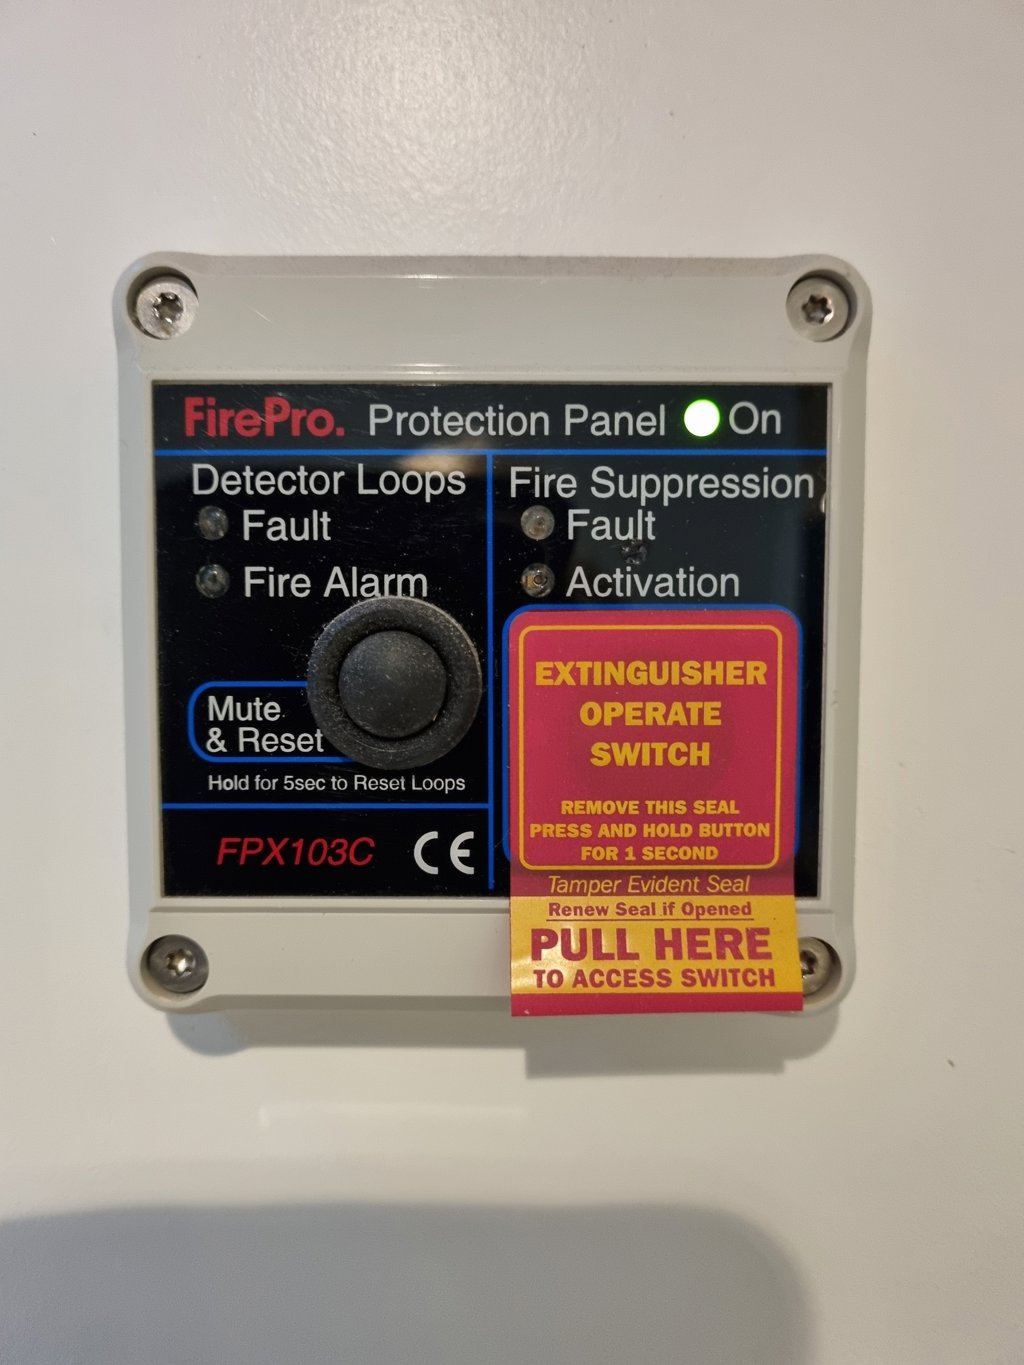 FirePro. Protection Panel On
Detector Loops
Fault
Fire Alarm
Mute
& Reset
Hold for 5sec to Reset Loops
FPX103C CE
Fire Suppression
Fault
Activation
EXTINGUISHER
OPERATE
SWITCH
REMOVE THIS SEAL
PRESS AND HOLD BUTTON
FOR 1 SECOND
Tamper Evident Seal
Renew Seal if Opened
PULL HERE
TO ACCESS SWITCH